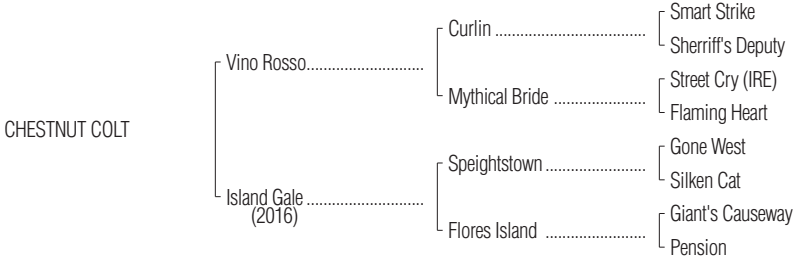 Smart Strike
Curlin ....................................
Sherriff's Deputy
Vino Rosso............................
Street Cry (IRE)
Mythical Bride ......................
Flaming Heart
CHESTNUT COLT
Gone West
Speightstown ........................
Silken Cat
Island Gale ............................
(2016)
Giant's Causeway
Flores Island ........................
Pension